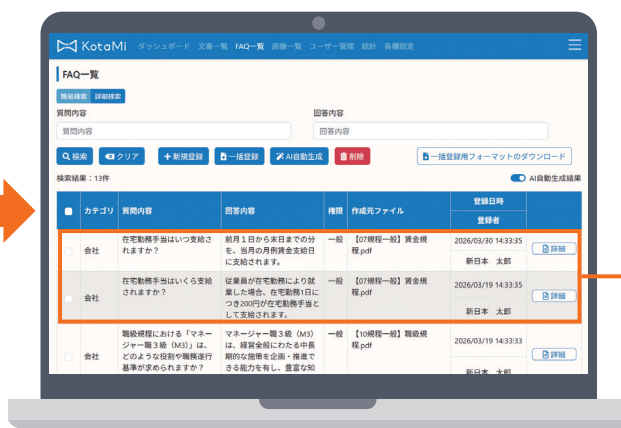 KotaMi ダッシュボード 文書一覧 FAQ一覧 画像一覧 ユーザー管理 統計 各種設定
FAQ一覧
簡易検索 詳細検索
質問内容 回答内容
質問内容 回答内容
検索 クリア 新規登録 一括登録 AI自動生成 削除 一括登録用フォーマットのダウンロード
検索結果：13件 AI自動生成結果
カテゴリ 質問内容 回答内容 権限 作成元ファイル 登録日時
登録者
会社 在宅勤務手当はいつ支給さ
れますか？
前月1日から末日までの分
を、当月の月例賃金支給日
に支給されます。
一般 【07規程一般】賃金規
程.pdf
2026/03/30 14:33:35
新日本 太郎
詳細
会社 在宅勤務手当はいくら支給
されますか？
従業員が在宅勤務により就
業した場合、在宅勤務1日に
つき200円が在宅勤務手当と
して支給されます。
一般 【07規程一般】賃金規
程.pdf
2026/03/19 14:33:35
新日本 太郎
詳細
会社 職級規程における「マネー
ジャー職3級（M3）」は、
どのような役割や職務遂行
基準が求められますか？
マネージャー職3級（M3）
は、経営全般にわたる中長
期的な施策を企画・推進で
きる能力を有し、豊富な知
一般 【10規程一般】職級規
程.pdf
2026/03/19 14:33:33
新日本 太郎
詳細